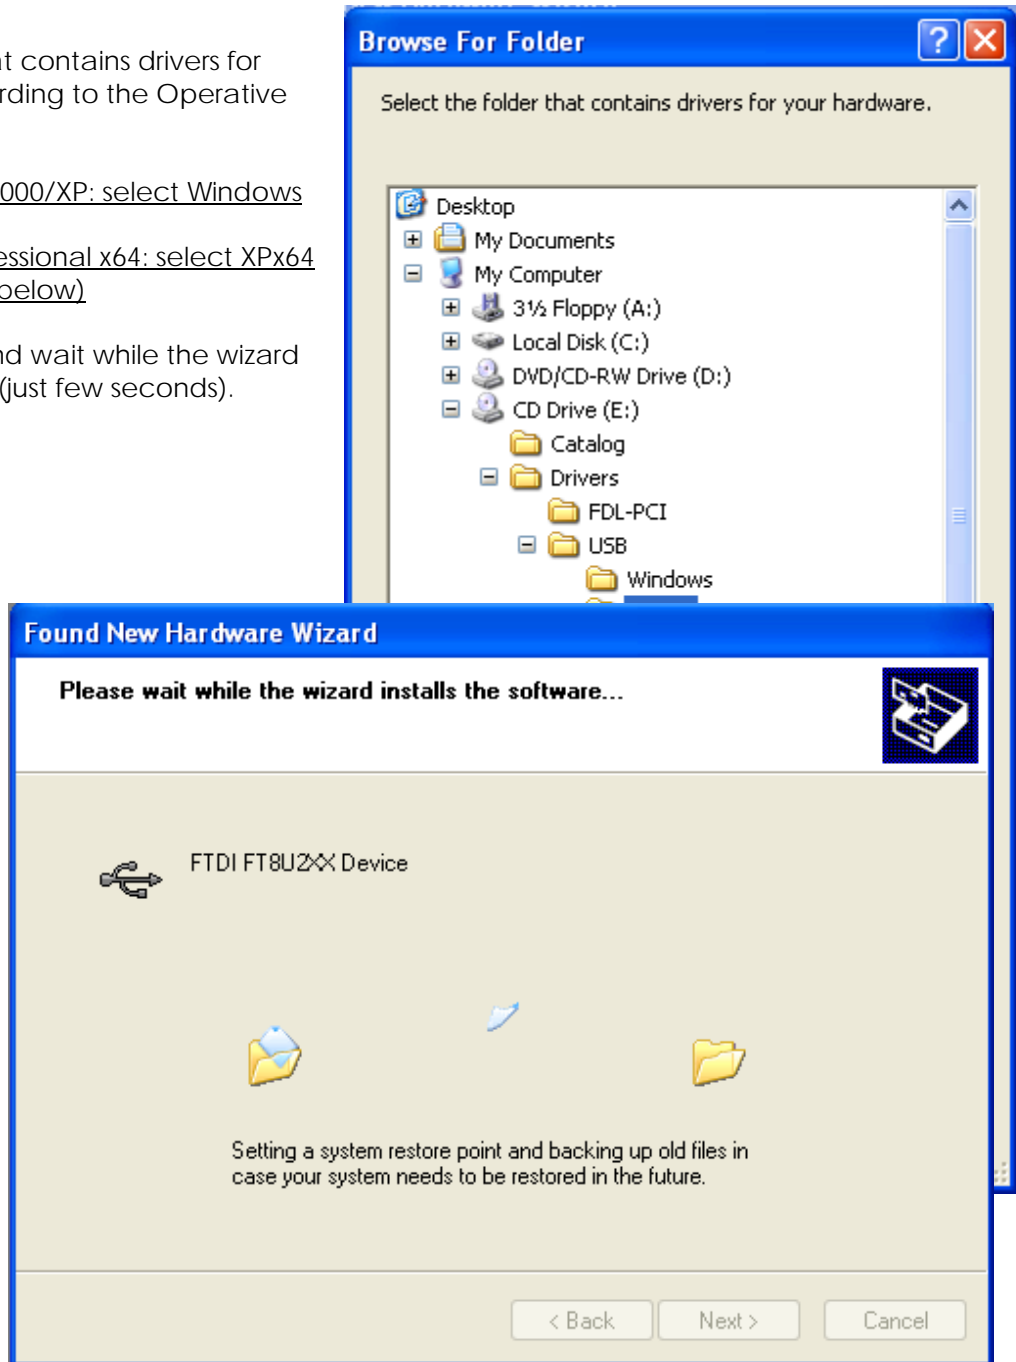 at contains drivers for
rding to the Operative
000/XP: select Windows
essional x64: select XPx64
below)
nd wait while the wizard
(just few seconds).
Browse For Folder
Select the folder that contains drivers for your hardware.
Desktop
My Documents
My Computer
3½ Floppy (A:)
Local Disk (C:)
DVD/CD-RW Drive (D:)
CD Drive (E:)
Catalog
Drivers
FDL-PCI
USB
Windows
Found New Hardware Wizard
Please wait while the wizard installs the software...
FTDI FT8U2XX Device
Setting a system restore point and backing up old files in
case your system needs to be restored in the future.
< Back Next > Cancel